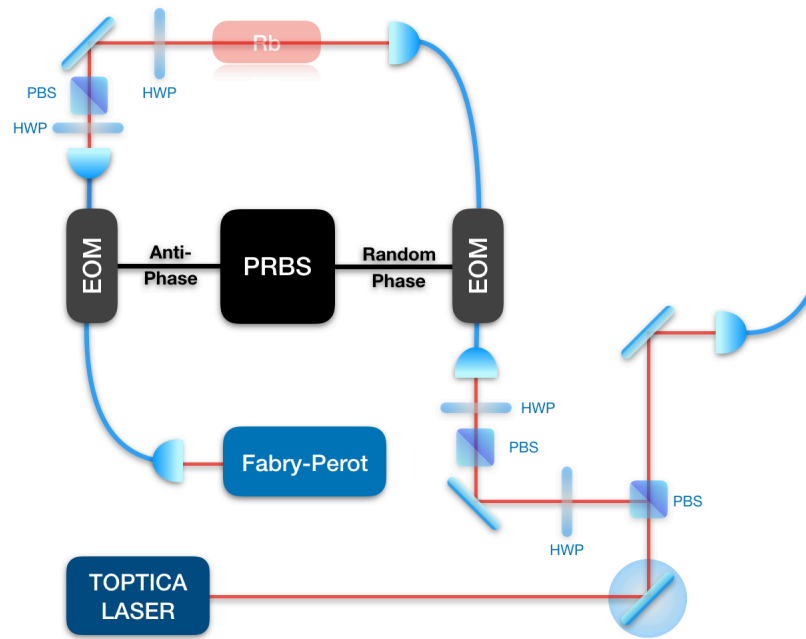 Rb
PBS
HWP
HWP
EOM
Anti-
Phase
PRBS
Random
Phase
EOM
HWP
PBS
Fabry-Perot
HWP
PBS
TOPTICA
LASER